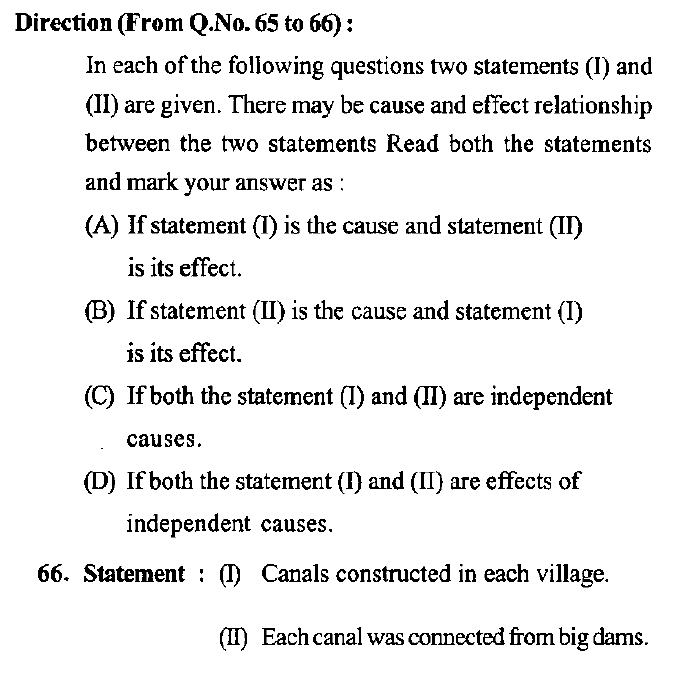 Direction (From Q.No. 65 to 66) :
In each of the following questions two statements (I) and
(II) are given. There may be cause and effect relationship
between the two statements Read both the statements
and mark your answer as :
(A) If statement (I) is the cause and statement (II)
is its effect.
(B) If statement (II) is the cause and statement (I)
is its effect.
(C) If both the statement (I) and (II) are independent
causes.
(D) If both the statement (I) and (II) are effects of
independent causes.
66. Statement : (I) Canals constructed in each village.
(II) Each canal was connected from big dams.